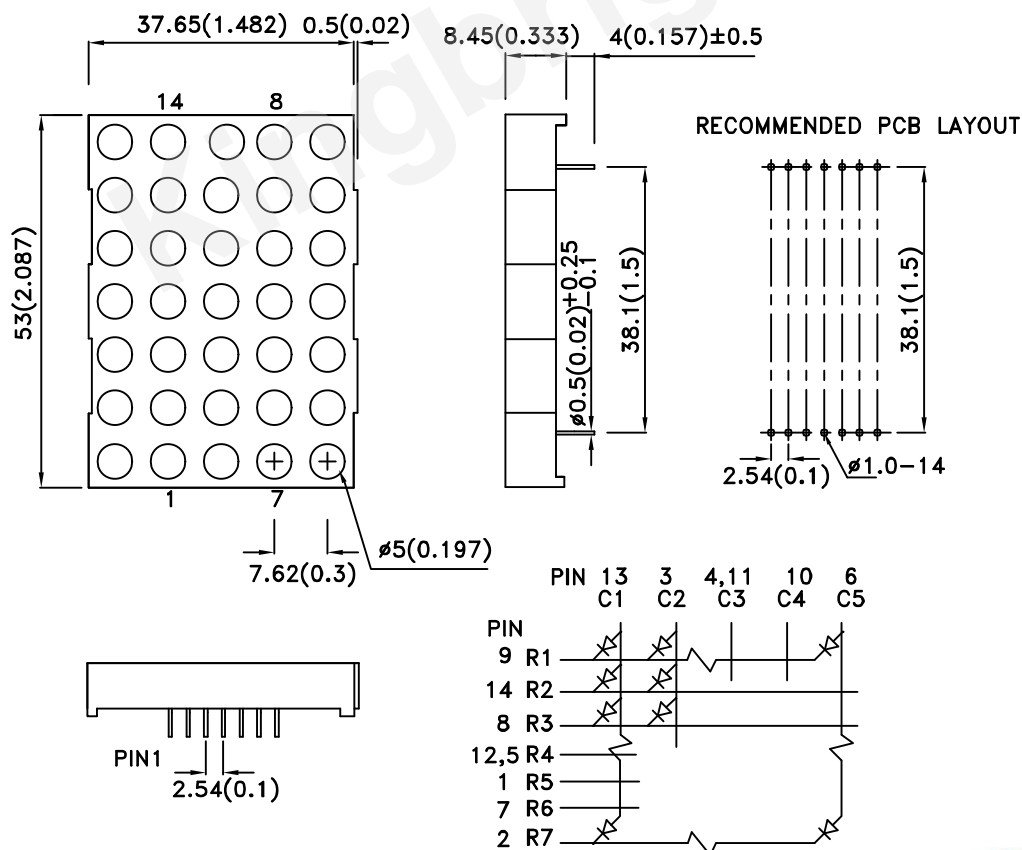 37.65(1.482) 0.5(0.02)
8.45(0.333) 4(0.157)±0.5
14 8
RECOMMENDED PCB LAYOUT
53(2.087)
ø0.5(0.02)+0.25 -0.1
38.1(1.5)
38.1(1.5)
1 7
2.54(0.1) ø1.0-14
ø5(0.197)
7.62(0.3)
PIN 13 3 4,11 10 6
C1 C2 C3 C4 C5
PIN
9 R1
14 R2
8 R3
12,5 R4
1 R5
7 R6
2 R7
PIN1
2.54(0.1)